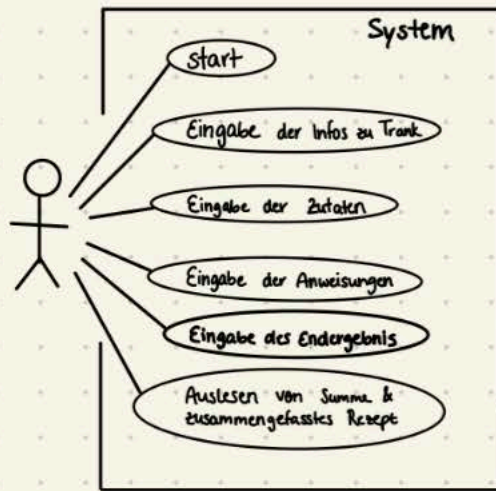 System
start
Eingabe der Infos zu Trank
Eingabe der Zutaten
Eingabe der Anweisungen
Eingabe des Endergebnis
Auslesen von Summe &
zusammengefasstes Rezept